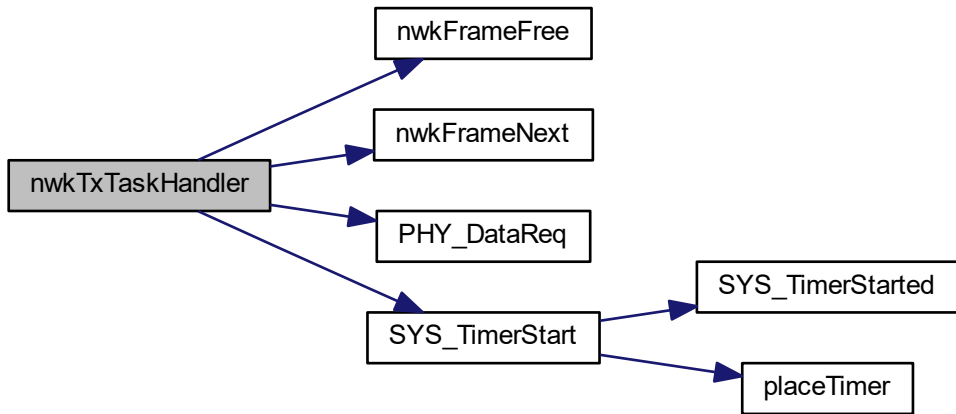 nwkFrameFree
nwkFrameNext
nwkTxTaskHandler
PHY_DataReq
SYS_TimerStarted
SYS_TimerStart
placeTimer